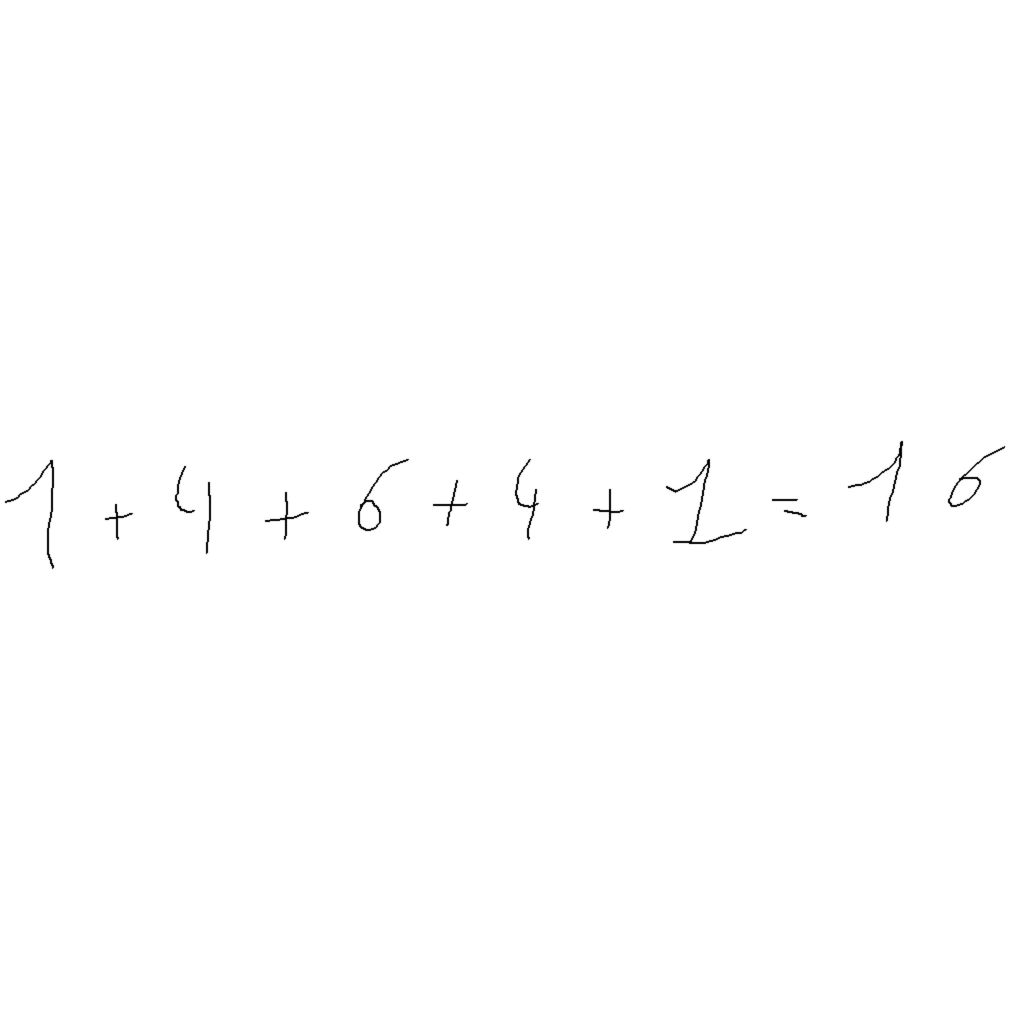 1 + 4 + 6 + 4 + 1 = 16